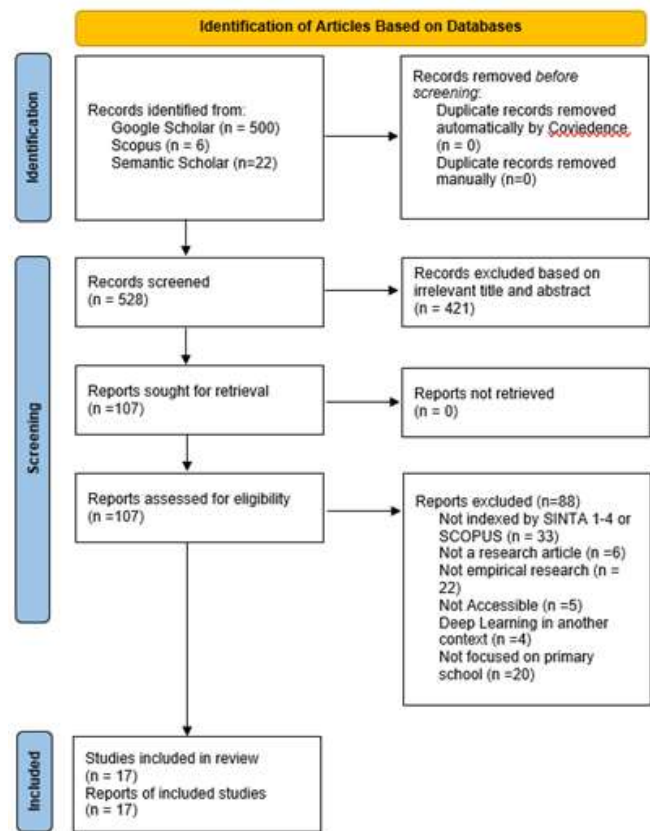 Identification of Articles Based on Databases
Identification
Records identified from:
Google Scholar (n = 500)
Scopus (n = 6)
Semantic Scholar (n=22)
Records removed before
screening:
Duplicate records removed
automatically by Coviedence
(n = 0)
Duplicate records removed
manually (n=0)
Screening
Records screened
(n = 528)
Records excluded based on
irrelevant title and abstract
(n = 421)
Reports sought for retrieval
(n =107)
Reports not retrieved
(n = 0)
Reports assessed for eligibility
(n =107)
Reports excluded (n=88)
Not indexed by SINTA 1-4 or
SCOPUS (n = 33)
Not a research article (n =6)
Not empirical research (n =
22)
Not Accessible (n =5)
Deep Learning in another
context (n =4)
Not focused on primary
school (n =20)
Included
Studies included in review
(n = 17)
Reports of included studies
(n = 17)